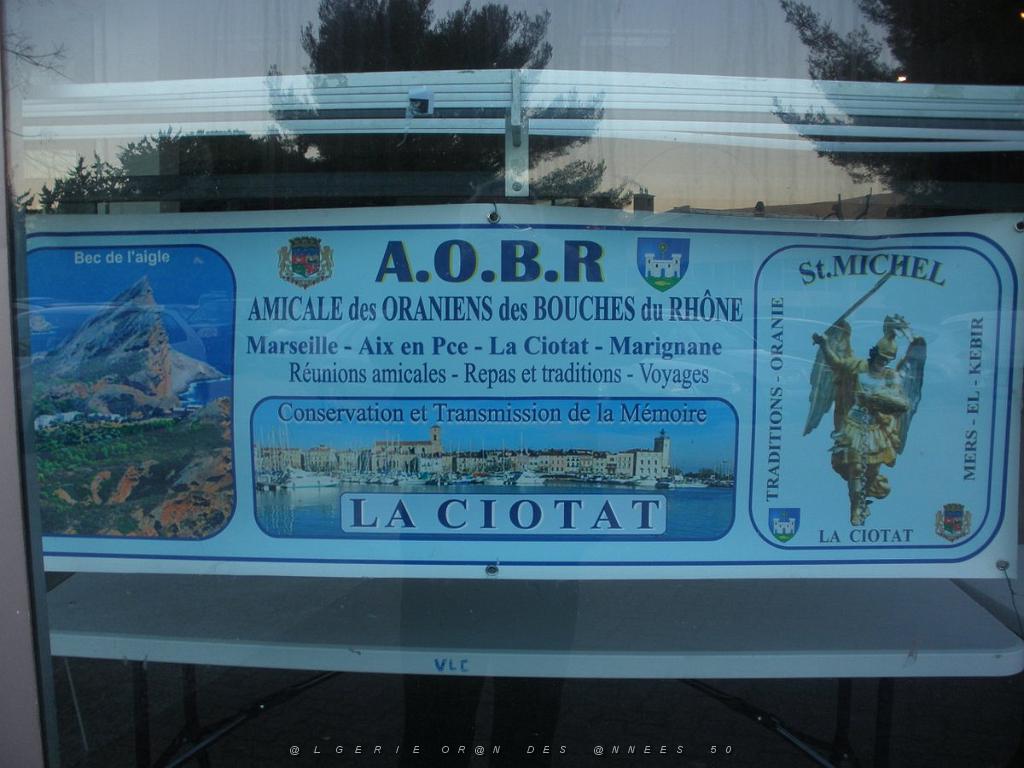 Bec de l'aigle
A.O.B.R
AMICALE des ORANIENS des BOUCHES du RHÔNE
Marseille - Aix en Pce - La Ciotat - Marignane
Réunions amicales - Repas et traditions - Voyages
Conservation et Transmission de la Mémoire
LA CIOTAT
St.MICHEL
TRADITIONS - ORANIE
MERS - EL - KEBIR
LA CIOTAT
VLC
@LGERIE OR@N DES @NNEES 50